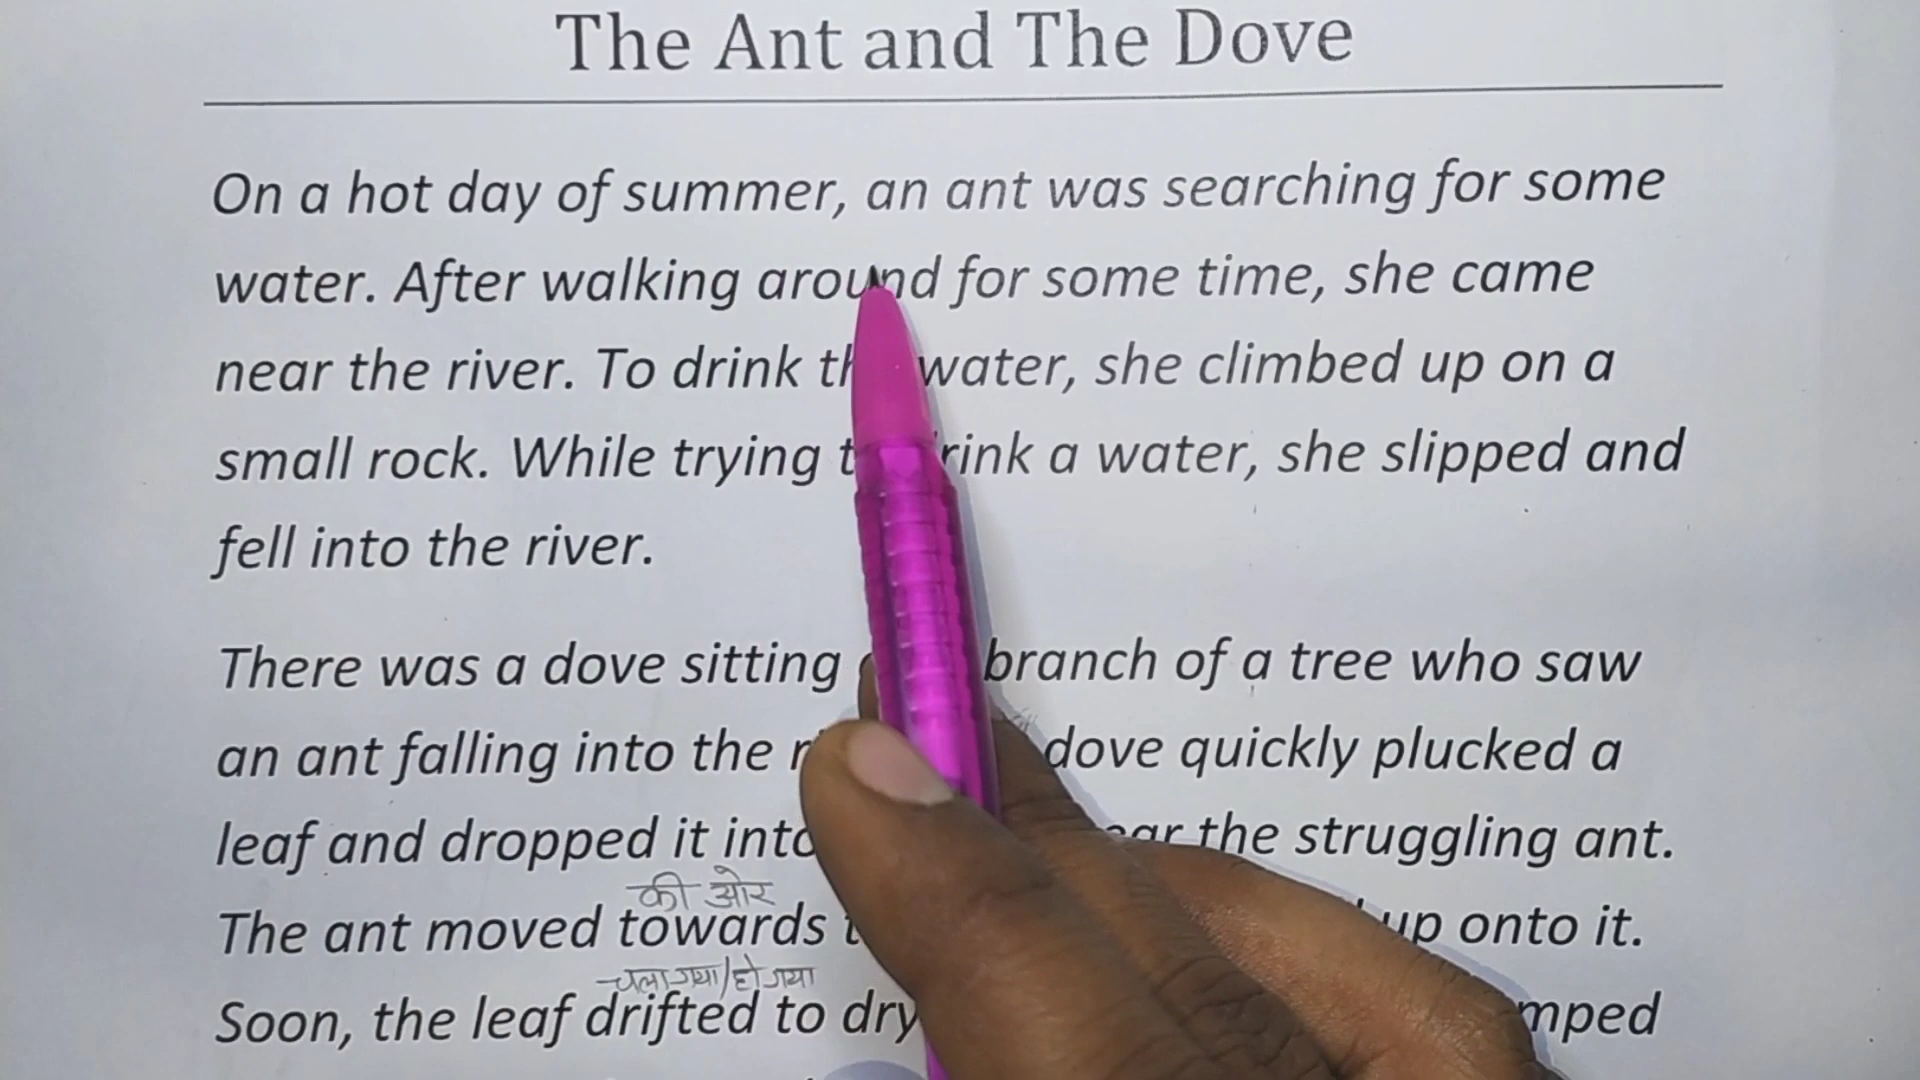 The Ant and The Dove
On a hot day of summer, an ant was searching for some
water. After walking around for some time, she came
near the river. To drink water, she climbed up on a
small rock. While trying drink a water, she slipped and
fell into the river.
There was a dove sitting branch of a tree who saw
an ant falling into the dove quickly plucked a
leaf and dropped it into the struggling ant.
की ओर
The ant moved towards up onto it.
चला गया/हो गया
Soon, the leaf drifted to dry